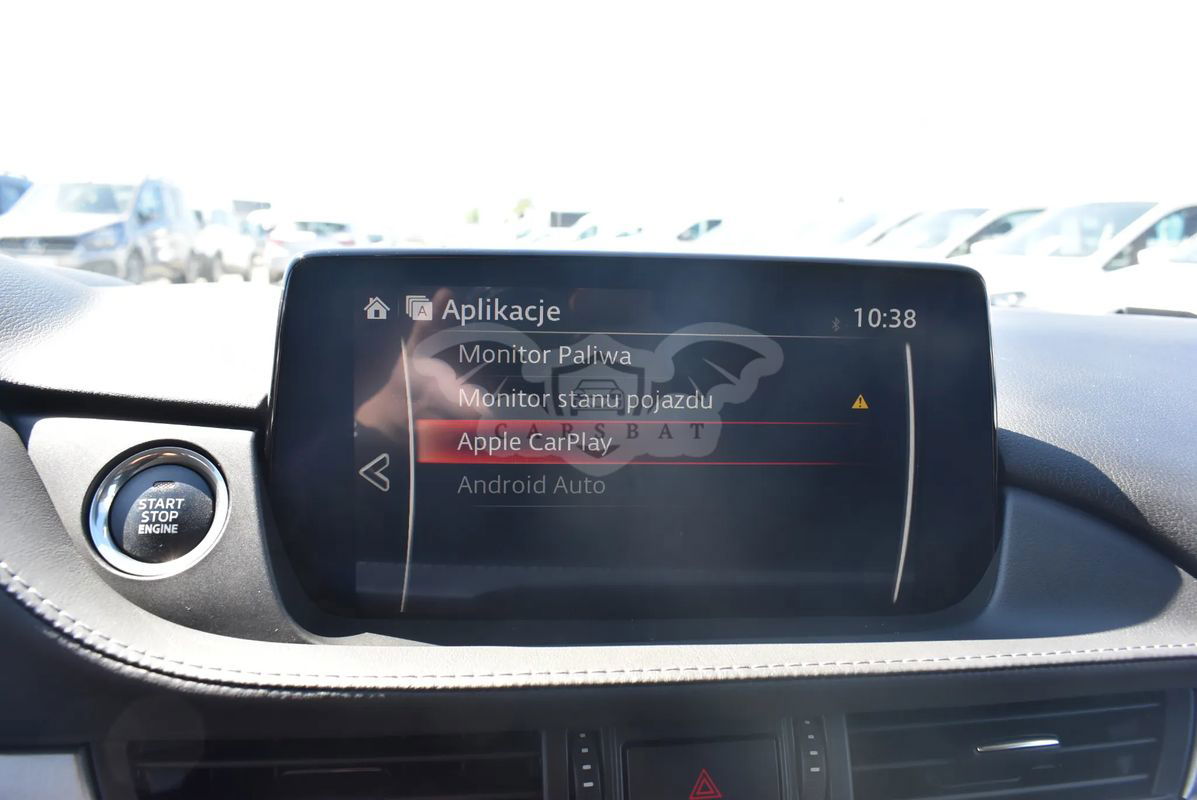 Aplikacje
10:38
Monitor Paliwa
Monitor stanu pojazdu
Apple CarPlay
CARSBAT
Android Auto
START
STOP
ENGINE